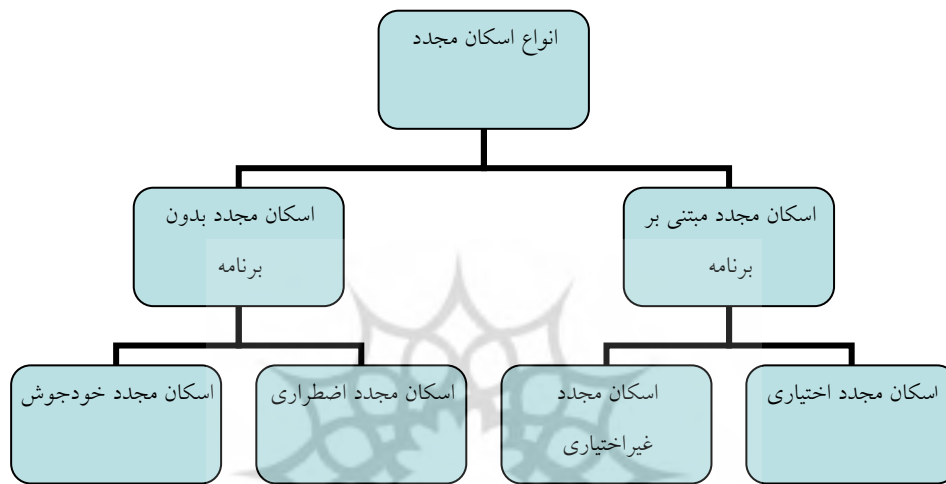 انواع اسکان مجدد
اسکان مجدد مبتنی بر
برنامه
اسکان مجدد بدون
برنامه
اسکان مجدد اختیاری
اسکان مجدد
غیراختیاری
اسکان مجدد اضطراری
اسکان مجدد خودجوش